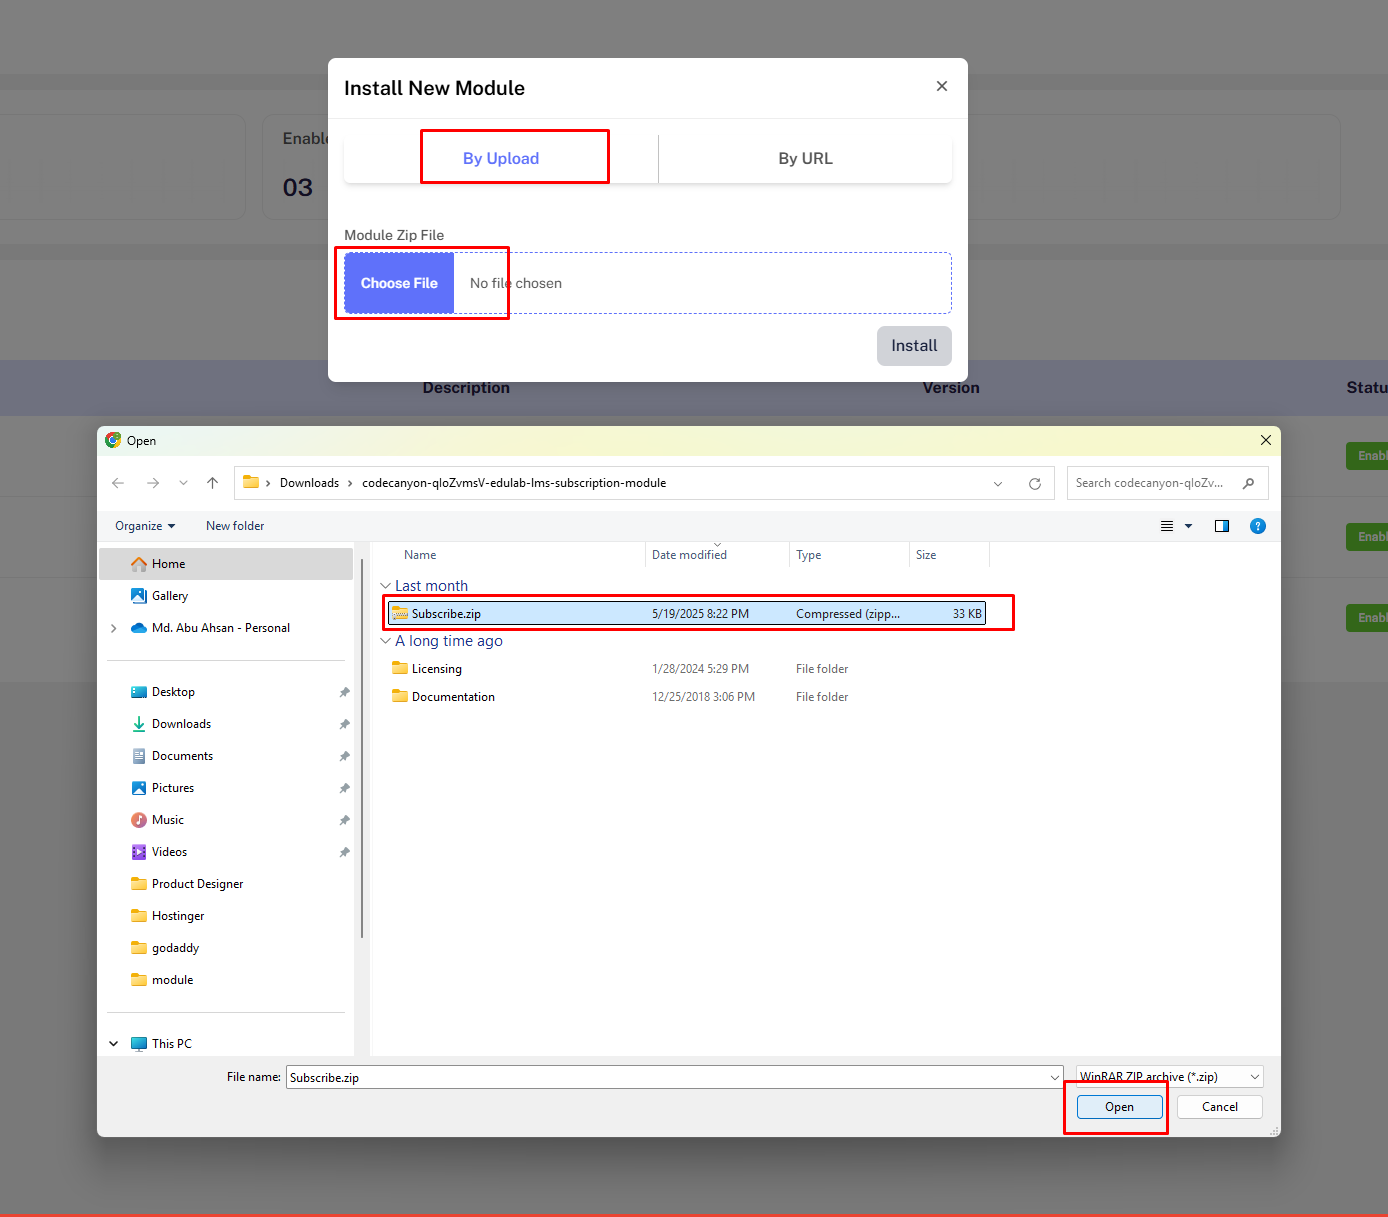 Install New Module
By Upload
By URL
Enable
03
Module Zip File
Choose File
No file chosen
Install
Description
Version
Statu
Enabl
Enabl
Enabl
Open
Downloads
codecanyon-qloZvmsV-edulab-lms-subscription-module
Search codecanyon-qloZv...
Organize
New folder
Home
Gallery
Md. Abu Ahsan - Personal
Desktop
Downloads
Documents
Pictures
Music
Videos
Product Designer
Hostinger
godaddy
module
This PC
Name Date modified Type Size
Last month
Subscribe.zip 5/19/2025 8:22 PM Compressed (zipp... 33 KB
A long time ago
Licensing 1/28/2024 5:29 PM File folder
Documentation 12/25/2018 3:06 PM File folder
File name: Subscribe.zip
WinRAR ZIP archive (*.zip)
Open
Cancel